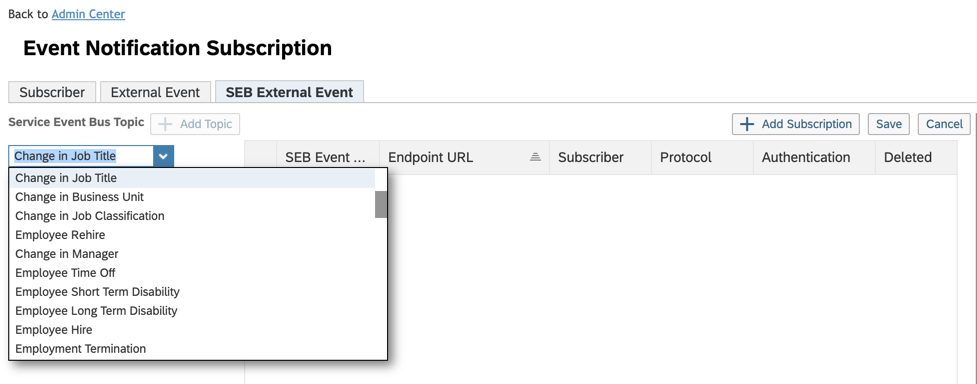 Back to Admin Center
Event Notification Subscription
Subscriber External Event SEB External Event
Service Event Bus Topic + Add Topic + Add Subscription Save Cancel
Change in Job Title
SEB Event ... Endpoint URL Subscriber Protocol Authentication Deleted
Change in Job Title
Change in Business Unit
Change in Job Classification
Employee Rehire
Change in Manager
Employee Time Off
Employee Short Term Disability
Employee Long Term Disability
Employee Hire
Employment Termination